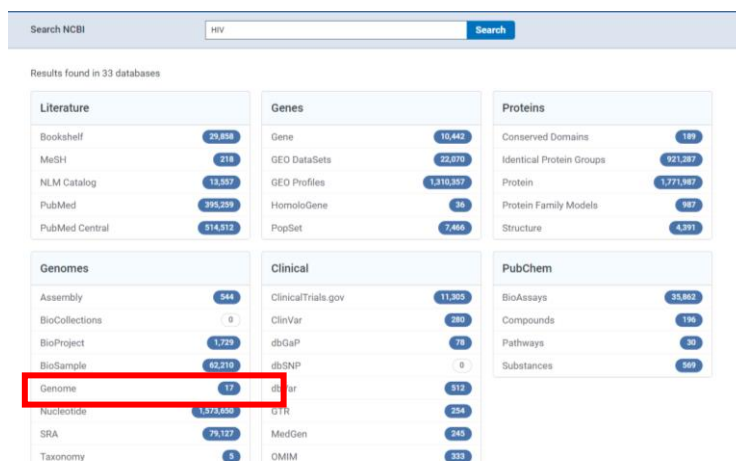 Search NCBI
HIV
Search
Results found in 33 databases
Literature
Bookshelf 29,858
MeSH 218
NLM Catalog 13,557
PubMed 395,259
PubMed Central 514,512
Genes
Gene 10,442
GEO DataSets 22,070
GEO Profiles 1,310,357
HomoloGene 36
PopSet 7,466
Proteins
Conserved Domains 189
Identical Protein Groups 921,287
Protein 1,771,987
Protein Family Models 987
Structure 4,391
Genomes
Assembly 544
BioCollections 0
BioProject 1,729
BioSample 62,210
Genome 17
Nucleotide 1,573,650
SRA 79,127
Taxonomy 5
Clinical
ClinicalTrials.gov 11,305
ClinVar 280
dbGaP 78
dbSNP 0
512
GTR 254
MedGen 245
OMIM 333
PubChem
BioAssays 35,862
Compounds 196
Pathways 30
Substances 569